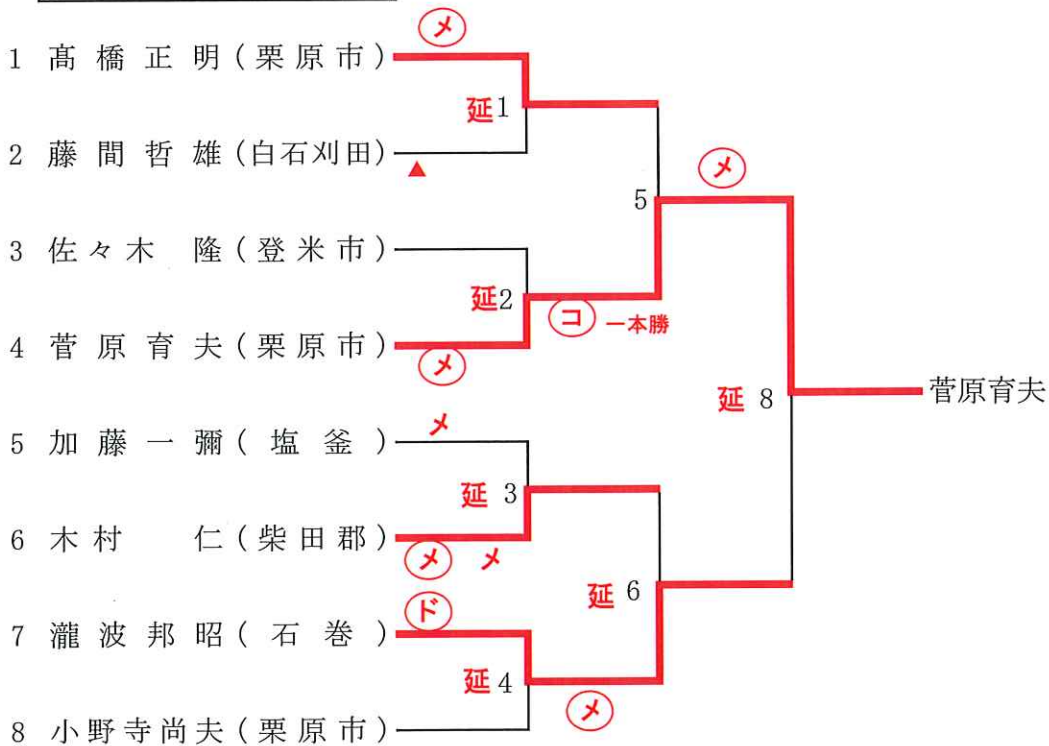 メ
1 髙橋正明(栗原市)
延1
2 藤間哲雄(白石刈田)
▲
メ
5
3 佐々木 隆(登米市)
延2
コ 一本勝
4 菅原育夫(栗原市)
メ
延 8
菅原育夫
メ
5 加藤一彌(塩釜)
延 3
6 木村 仁(柴田郡)
メ メ
延 6
ド
7 瀧波邦昭(石巻)
延4
メ
8 小野寺尚夫(栗原市)